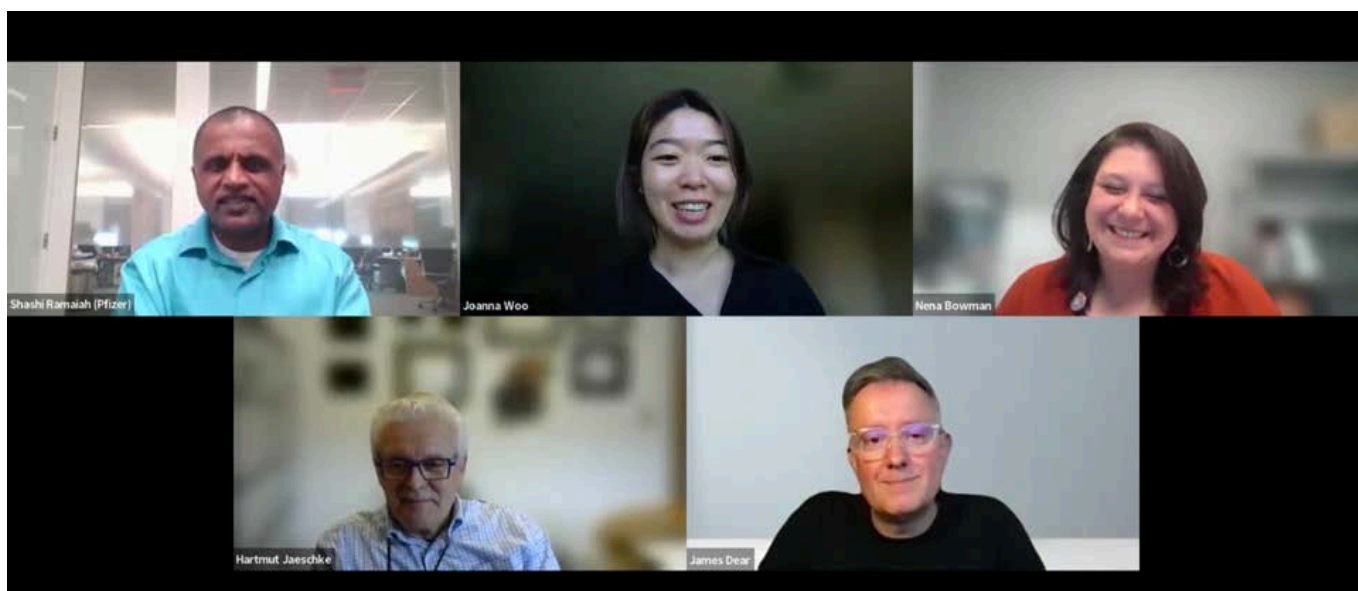 Shashi Ramaiah (Pfizer)
Joanna Woo
Nena Bowman
Hartmut Jaeschke
James Dear